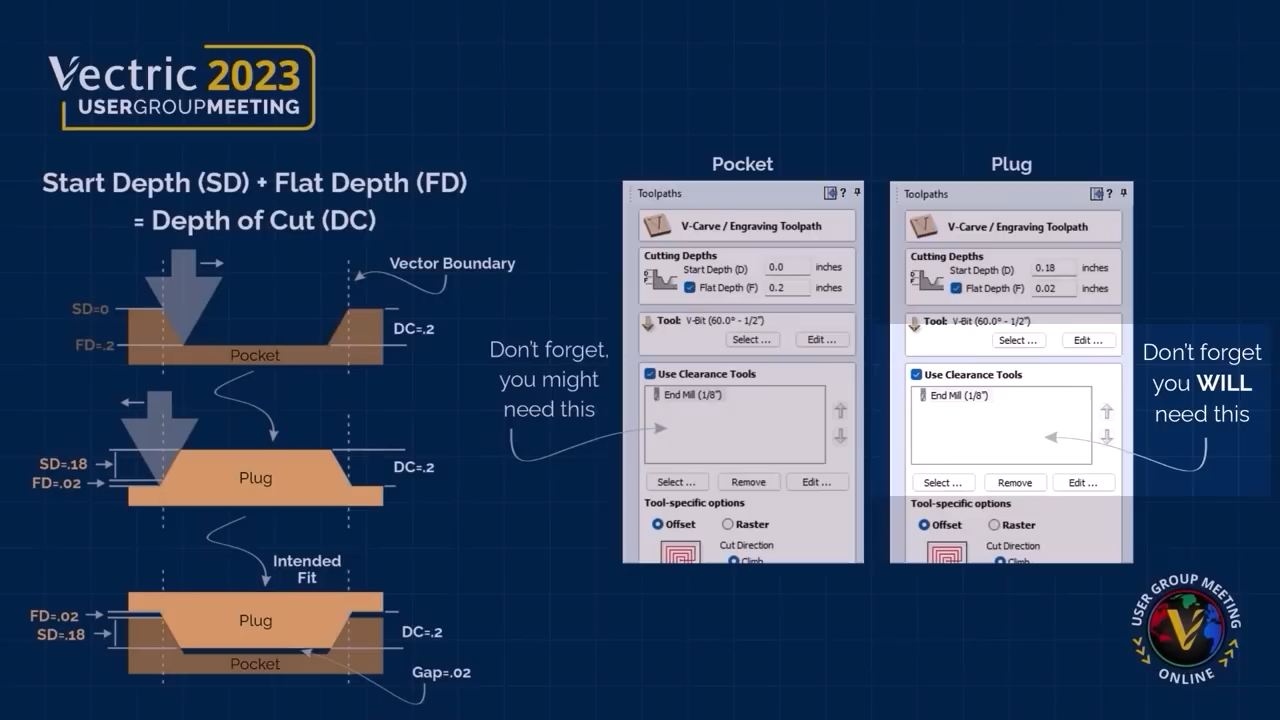 Vectric 2023
USERGROUPMEETING
Start Depth (SD) + Flat Depth (FD)
= Depth of Cut (DC)
Vector Boundary
SD=0
DC=.2
FD=.2
Pocket
SD=.18
DC=.2
FD=.02
Plug
Intended
Fit
FD=.02
Plug
SD=.18
DC=.2
Pocket
Gap=.02
Don't forget,
you might
need this
Pocket
Toolpaths ?
V-Carve / Engraving Toolpath
Cutting Depths
Start Depth (D) 0.0 inches
Flat Depth (F) 0.2 inches
Tool: V-Bit (60.0° - 1/2")
Select ... Edit ...
Use Clearance Tools
End Mill (1/8")
Select ... Remove Edit ...
Tool-specific options
Offset Raster
Cut Direction
Climb
Plug
Toolpaths ?
V-Carve / Engraving Toolpath
Cutting Depths
Start Depth (D) 0.18 inches
Flat Depth (F) 0.02 inches
Tool: V-Bit (60.0° - 1/2")
Select ... Edit ...
Use Clearance Tools
End Mill (1/8")
Select ... Remove Edit ...
Tool-specific options
Offset Raster
Cut Direction
Climb
Don't forget
you WILL
need this
USER GROUP MEETING
V
ONLINE